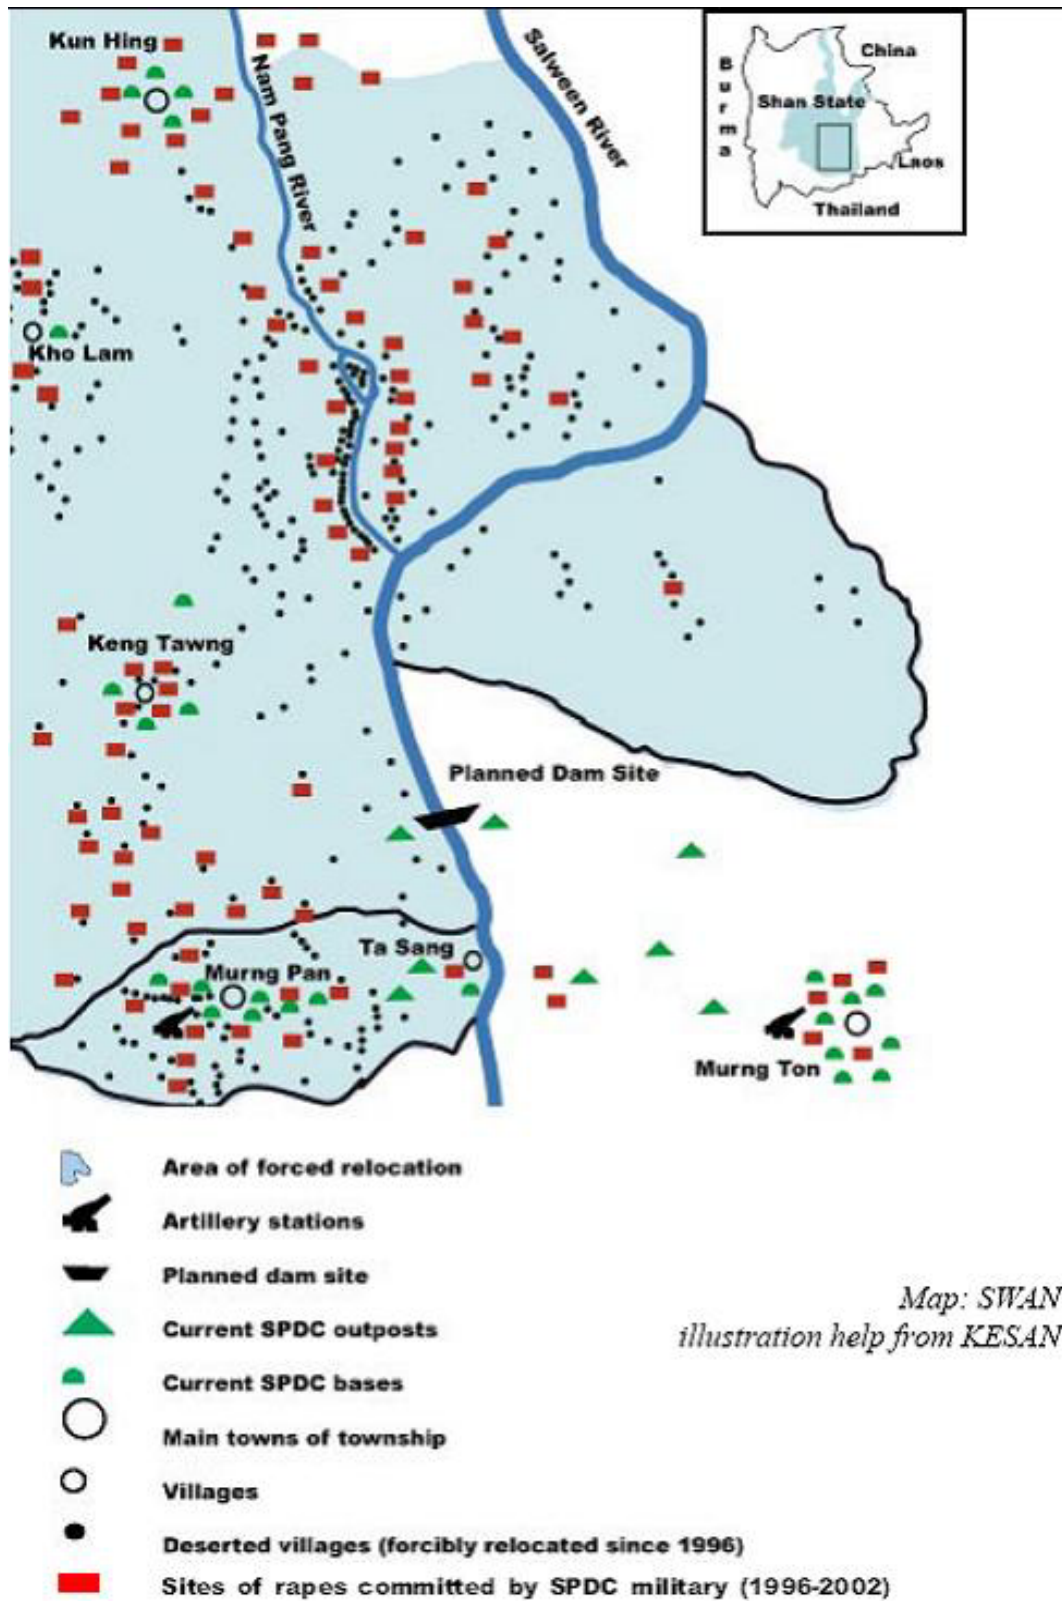 Kun Hing
Nam Pang River
Salween River
Burma
China
Shan State
Laos
Thailand
Kho Lam
Keng Tawng
Planned Dam Site
Ta Sang
Murng Pan
Murng Ton
Area of forced relocation
Artillery stations
Planned dam site
Current SPDC outposts
Current SPDC bases
Main towns of township
Villages
Deserted villages (forcibly relocated since 1996)
Sites of rapes committed by SPDC military (1996-2002)
Map: SWAN
illustration help from KESAN